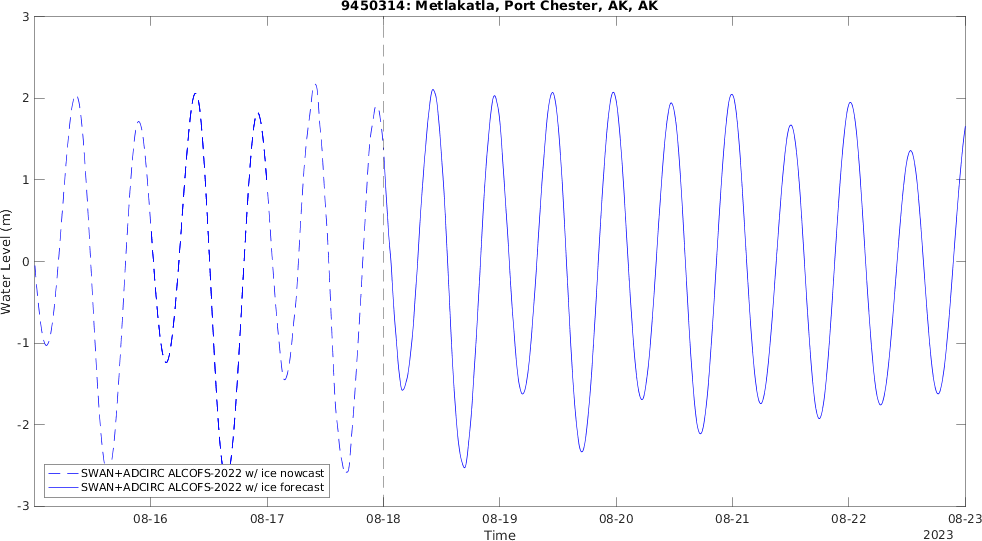 9450314: Metlakatla, Port Chester, AK, AK
3
2
1
0
-1
-2
-3
Water Level (m)
SWAN+ADCIRC ALCOFS-2022 w/ ice nowcast
SWAN+ADCIRC ALCOFS-2022 w/ ice forecast
08-16 08-17 08-18 08-19 08-20 08-21 08-22 08-23
Time
2023